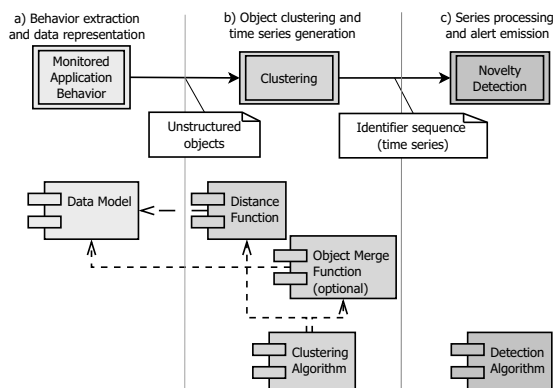 a) Behavior extraction
and data representation
b) Object clustering and
time series generation
c) Series processing
and alert emission
Monitored
Application
Behavior
Clustering
Novelty
Detection
Unstructured
objects
Identifier sequence
(time series)
Data Model
Distance
Function
Object Merge
Function
(optional)
Clustering
Algorithm
Detection
Algorithm